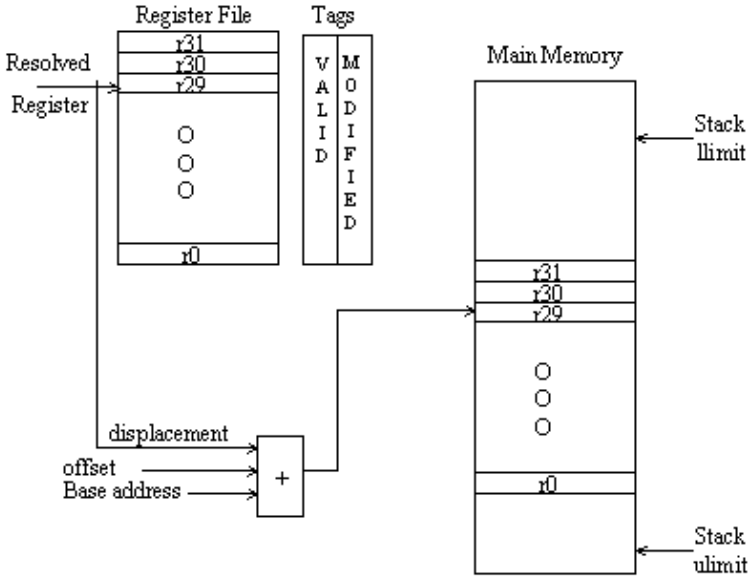 Register File
Tags
r31
r30
r29
Resolved
Register
VALID
MODIFIED
r0
Main Memory
Stack
llimit
r31
r30
r29
r0
displacement
offset
Base address
+
Stack
ulimit